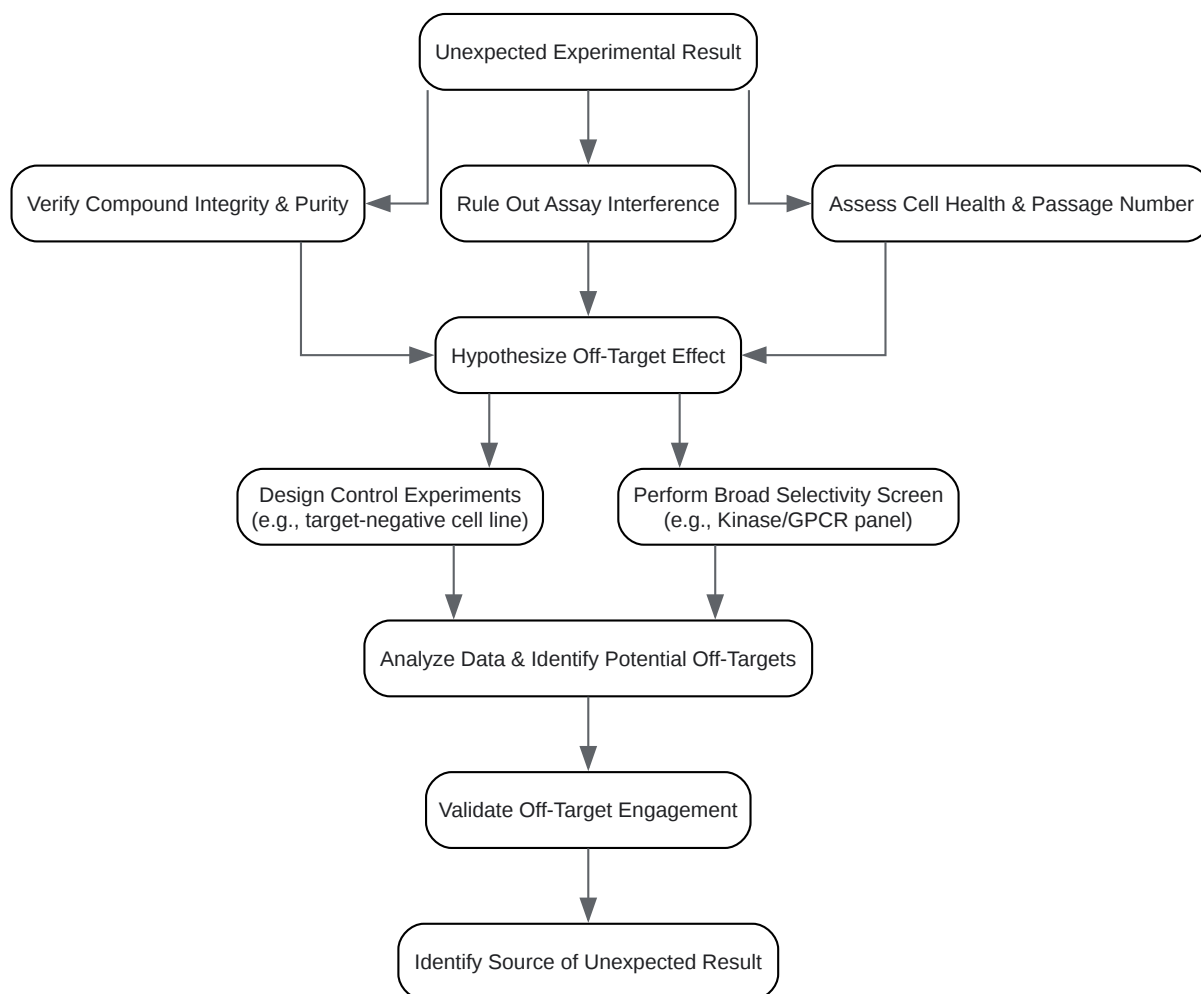 Unexpected Experimental Result
Verify Compound Integrity & Purity
Rule Out Assay Interference
Assess Cell Health & Passage Number
Hypothesize Off-Target Effect
Design Control Experiments
(e.g., target-negative cell line)
Perform Broad Selectivity Screen
(e.g., Kinase/GPCR panel)
Analyze Data & Identify Potential Off-Targets
Validate Off-Target Engagement
Identify Source of Unexpected Result